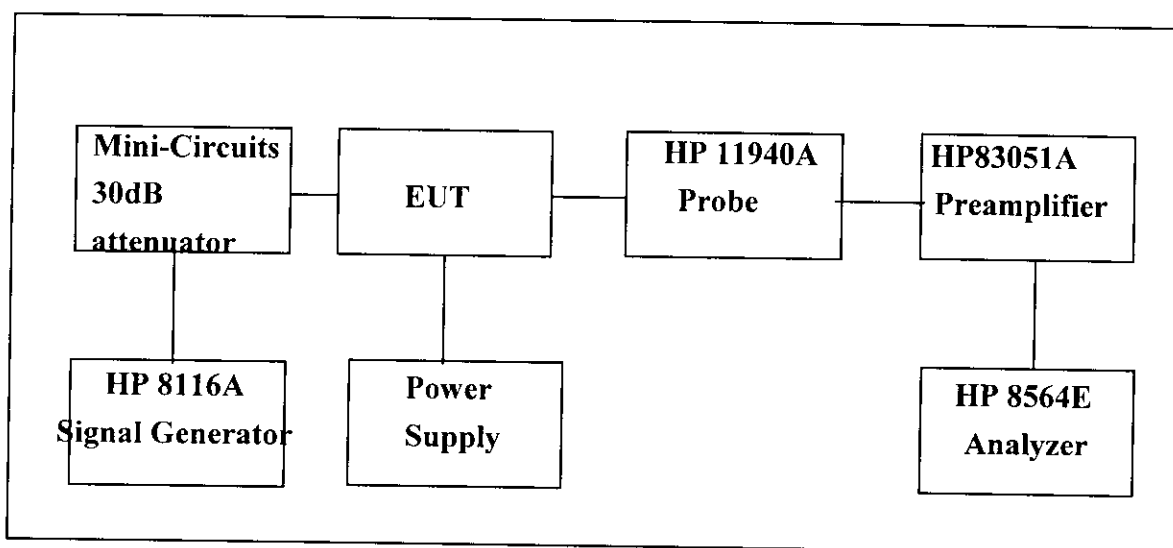 Mini-Circuits
30dB
attenuator
EUT
HP 11940A
Probe
HP83051A
Preamplifier
HP 8116A
Signal Generator
Power
Supply
HP 8564E
Analyzer